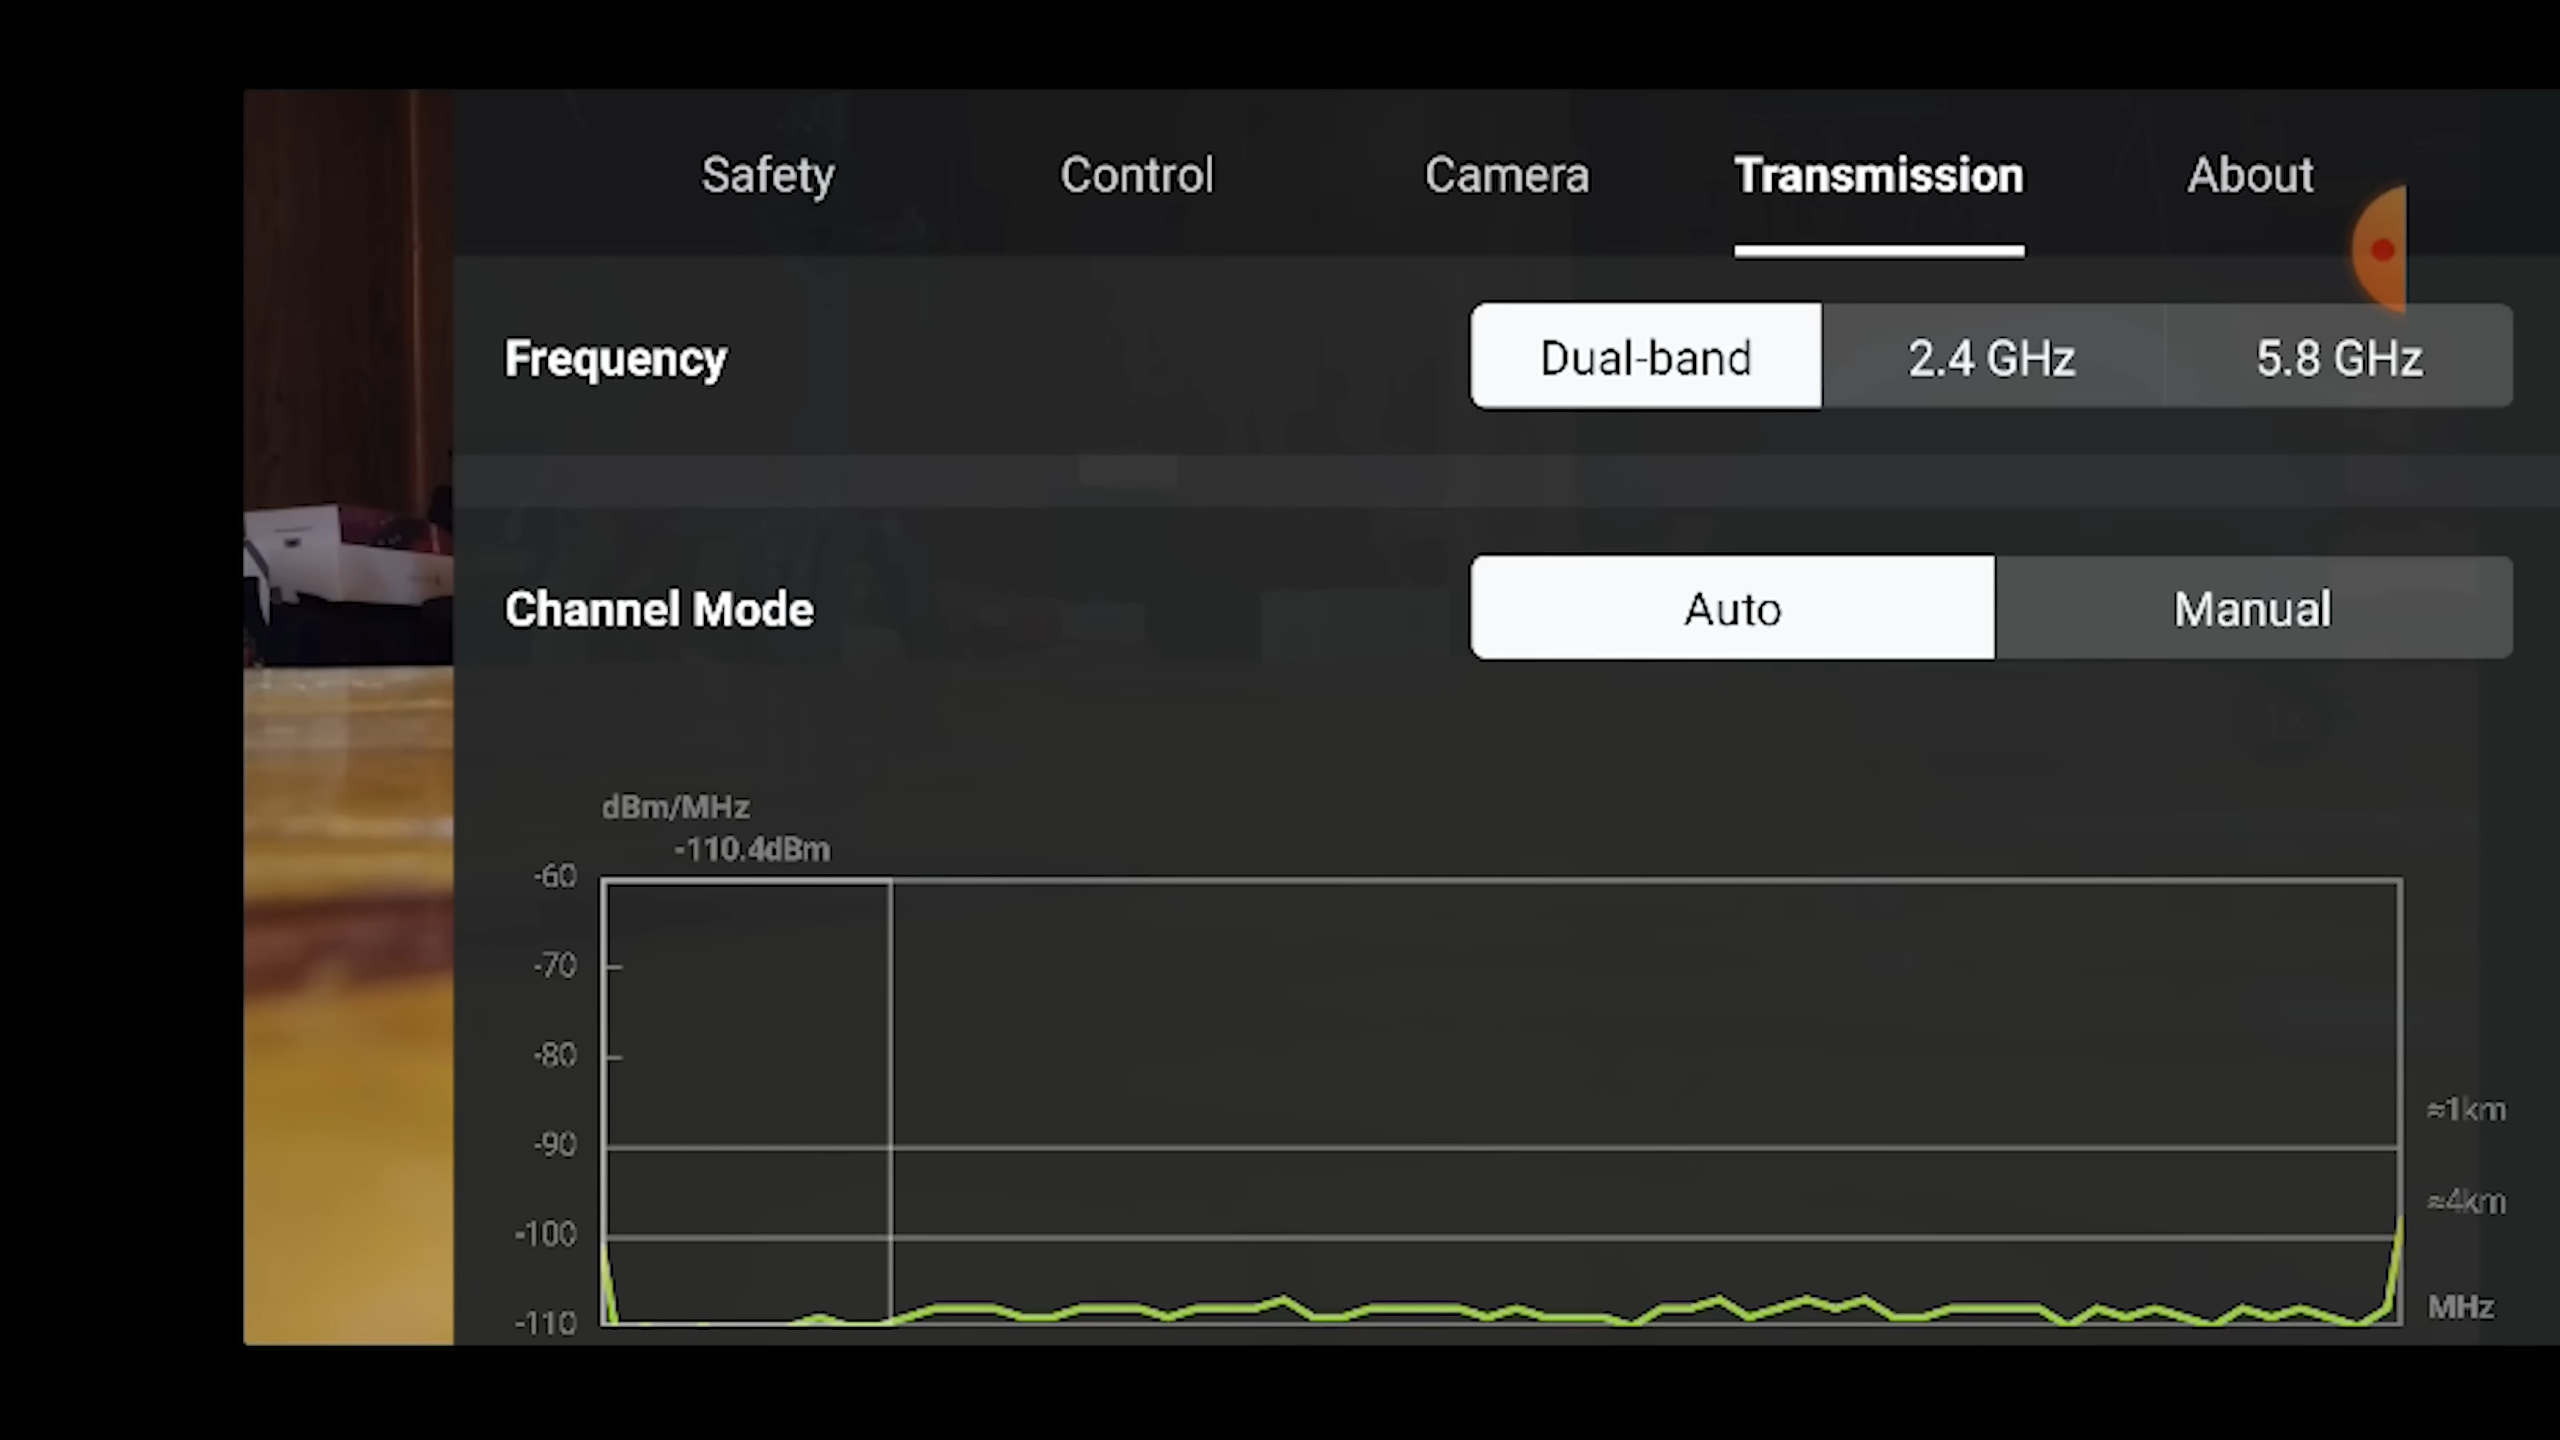 Safety Control Camera Transmission About
Frequency Dual-band 2.4 GHz 5.8 GHz
Channel Mode Auto Manual
dBm/MHz
-110.4dBm
-60
-70
-80
-90
≈1km
-100
≈4km
-110
MHz